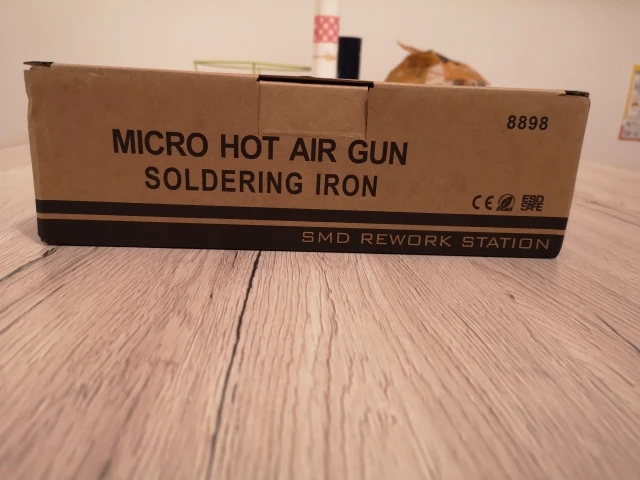 8898
MICRO HOT AIR GUN
SOLDERING IRON
CE
ESD
SAFE
SMD REWORK STATION